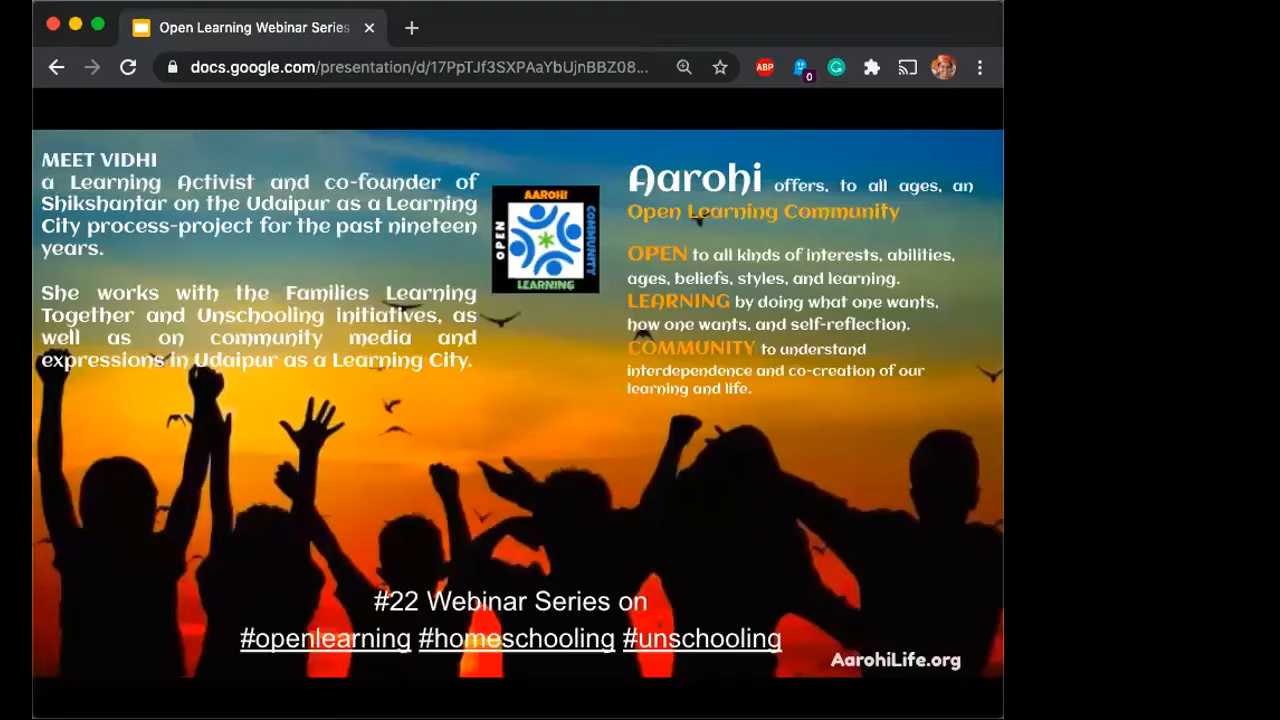 Open Learning Webinar Series
docs.google.com/presentation/d/17PpTJf3SXPAaYbUjnBBZ08...
ABP
0
MEET VIDHI
a Learning Activist and co-founder of
Shikshantar on the Udaipur as a Learning
City process-project for the past nineteen
years.
She works with the Families Learning
Together and Unschooling initiatives, as
well as on community media and
expressions in Udaipur as a Learning City.
AAROHI
OPEN
COMMUNITY
LEARNING
Aarohi offers, to all ages, an
Open Learning Community
OPEN to all kinds of interests, abilities,
ages, beliefs, styles, and learning.
LEARNING by doing what one wants,
how one wants, and self-reflection.
COMMUNITY to understand
interdependence and co-creation of our
learning and life.
#22 Webinar Series on
#openlearning #homeschooling #unschooling
AarohiLife.org